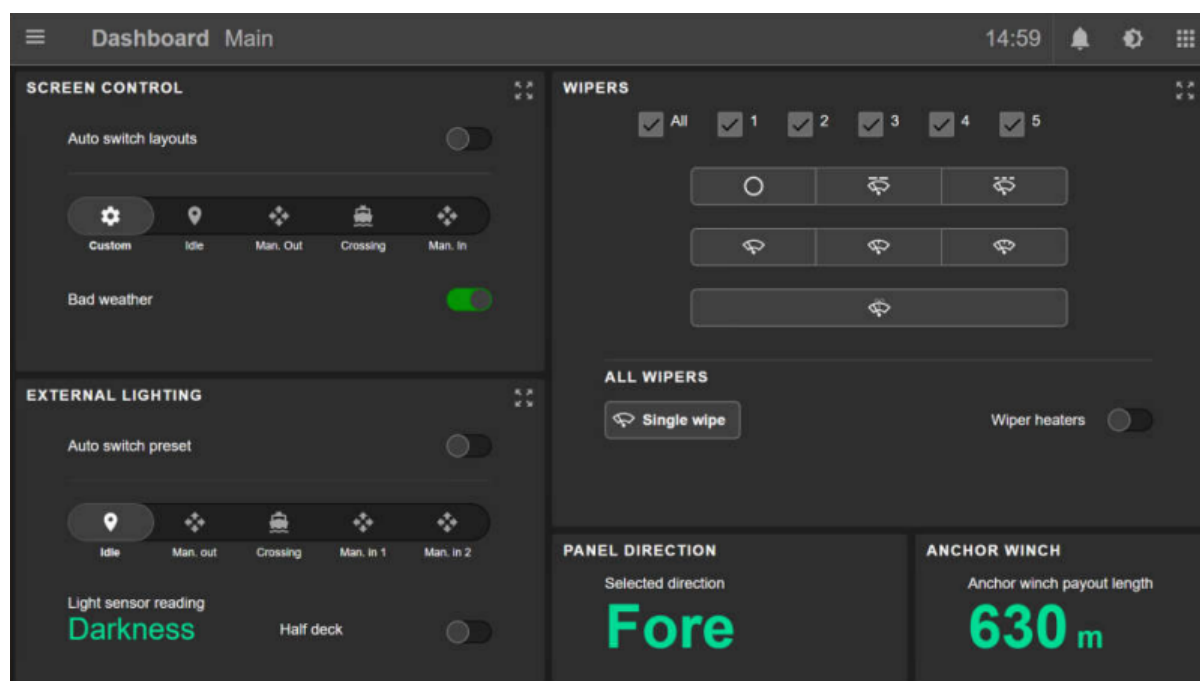 Dashboard Main
14:59
SCREEN CONTROL
Auto switch layouts
Custom
Idle
Man. Out
Crossing
Man. In
Bad weather
EXTERNAL LIGHTING
Auto switch preset
Idle
Man. out
Crossing
Man. in 1
Man. in 2
Light sensor reading
Darkness
Half deck
WIPERS
All
1
2
3
4
5
ALL WIPERS
Single wipe
Wiper heaters
PANEL DIRECTION
Selected direction
Fore
ANCHOR WINCH
Anchor winch payout length
630 m